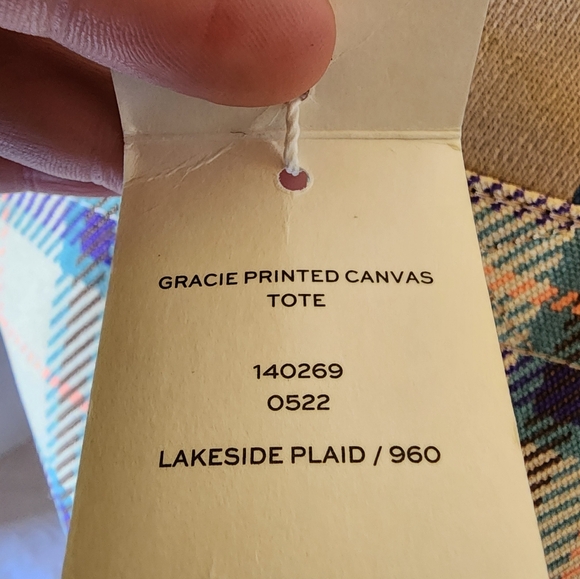 GRACIE PRINTED CANVAS
TOTE
140269
0522
LAKESIDE PLAID / 960